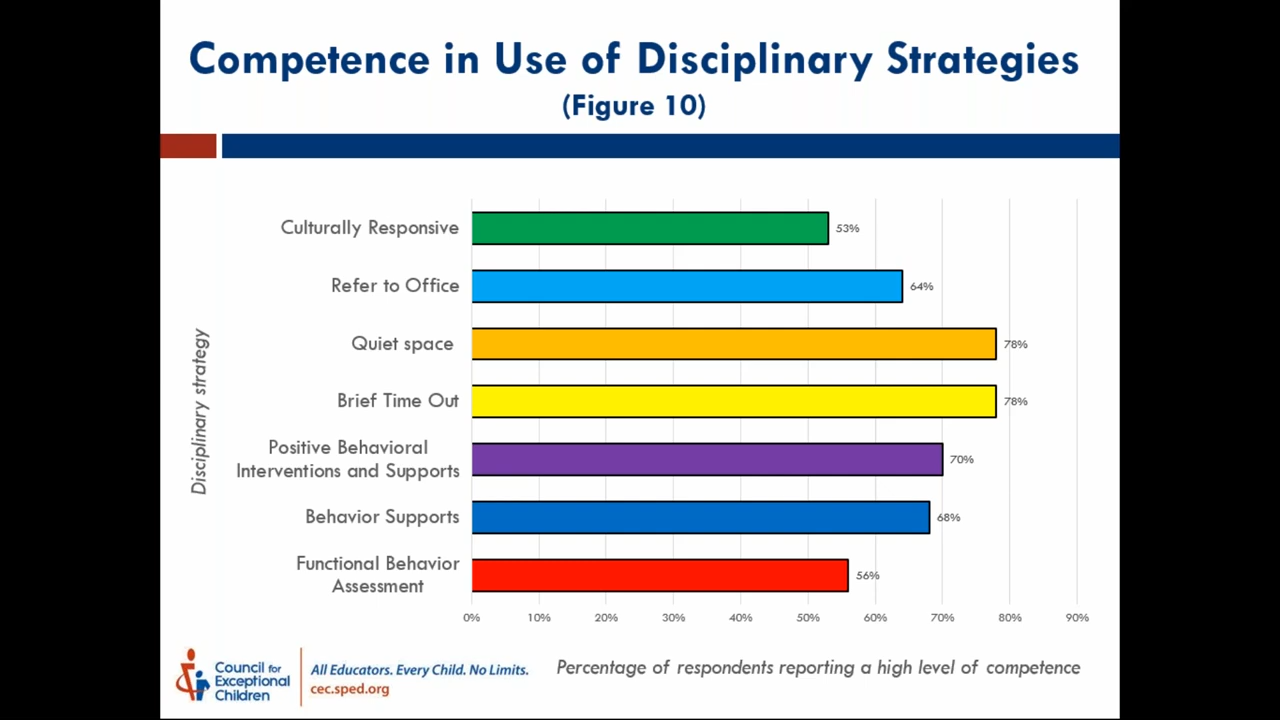 Competence in Use of Disciplinary Strategies
(Figure 10)
Disciplinary strategy
Culturally Responsive
53%
Refer to Office
64%
Quiet space
78%
Brief Time Out
78%
Positive Behavioral
Interventions and Supports
70%
Behavior Supports
68%
Functional Behavior
Assessment
56%
0% 10% 20% 30% 40% 50% 60% 70% 80% 90%
Percentage of respondents reporting a high level of competence
Council for
Exceptional
Children
All Educators. Every Child. No Limits.
cec.sped.org